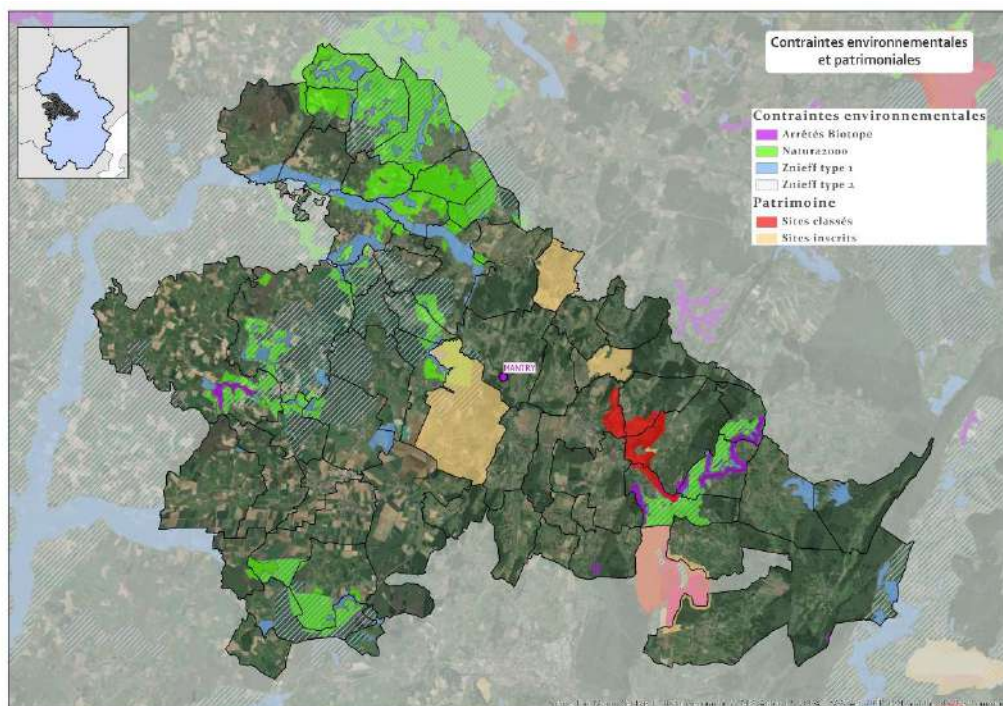 Contraintes environnementales
et patrimoniales
Contraintes environnementales
Arrêtés Biotope
Natura2000
Znieff type 1
Znieff type 2
Patrimoine
Sites classés
Sites inscrits
MANTRY